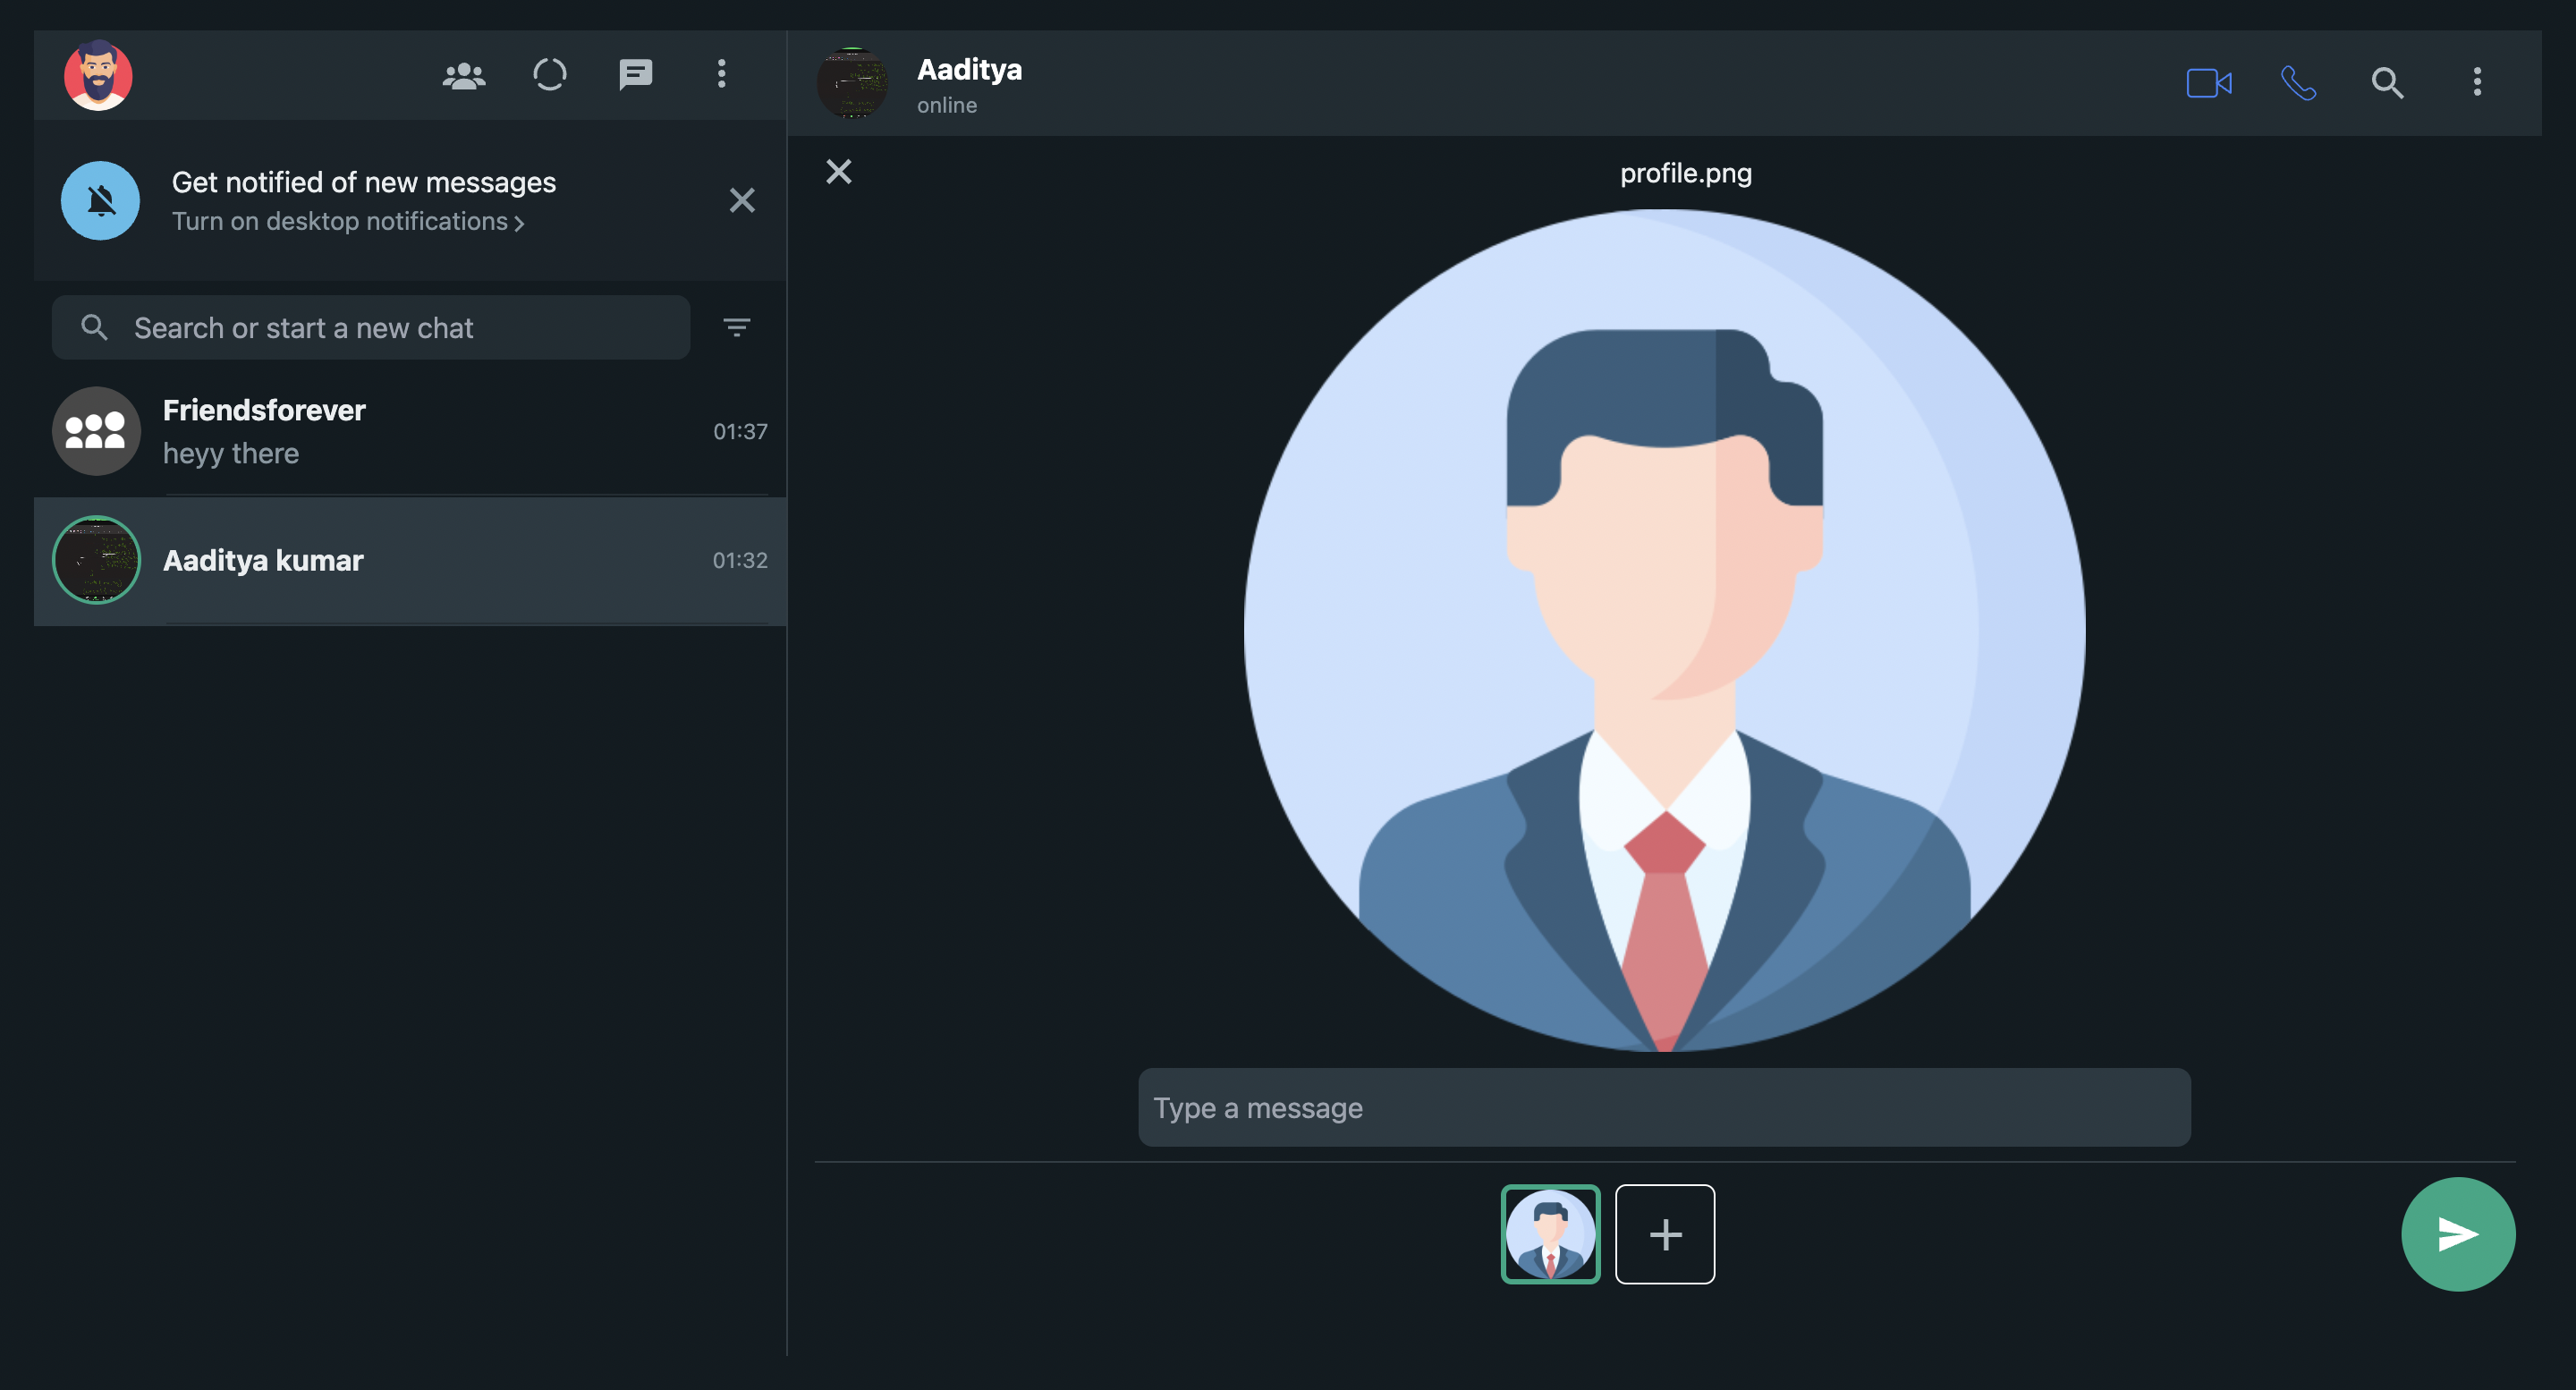 Get notified of new messages
Turn on desktop notifications
Search or start a new chat
Friendsforever
01:37
heyy there
Aaditya kumar
01:32
Aaditya
online
profile.png
Type a message